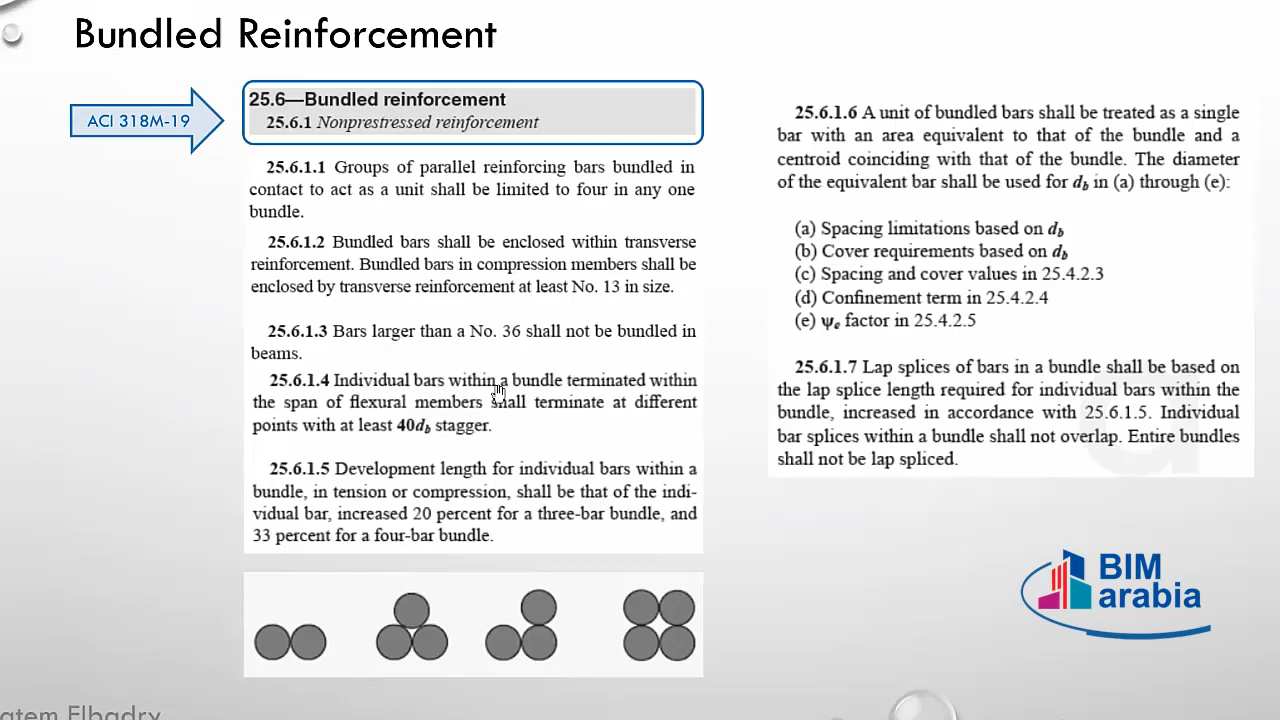 Bundled Reinforcement
ACI 318M-19
25.6—Bundled reinforcement
25.6.1 Nonprestressed reinforcement
25.6.1.1 Groups of parallel reinforcing bars bundled in
contact to act as a unit shall be limited to four in any one
bundle.
25.6.1.2 Bundled bars shall be enclosed within transverse
reinforcement. Bundled bars in compression members shall be
enclosed by transverse reinforcement at least No. 13 in size.
25.6.1.3 Bars larger than a No. 36 shall not be bundled in
beams.
25.6.1.4 Individual bars within a bundle terminated within
the span of flexural members shall terminate at different
points with at least 40db stagger.
25.6.1.5 Development length for individual bars within a
bundle, in tension or compression, shall be that of the indi-
vidual bar, increased 20 percent for a three-bar bundle, and
33 percent for a four-bar bundle.
25.6.1.6 A unit of bundled bars shall be treated as a single
bar with an area equivalent to that of the bundle and a
centroid coinciding with that of the bundle. The diameter
of the equivalent bar shall be used for db in (a) through (e):
(a) Spacing limitations based on db
(b) Cover requirements based on db
(c) Spacing and cover values in 25.4.2.3
(d) Confinement term in 25.4.2.4
(e) ψe factor in 25.4.2.5
25.6.1.7 Lap splices of bars in a bundle shall be based on
the lap splice length required for individual bars within the
bundle, increased in accordance with 25.6.1.5. Individual
bar splices within a bundle shall not overlap. Entire bundles
shall not be lap spliced.
BIM
arabia
atem Elbadry